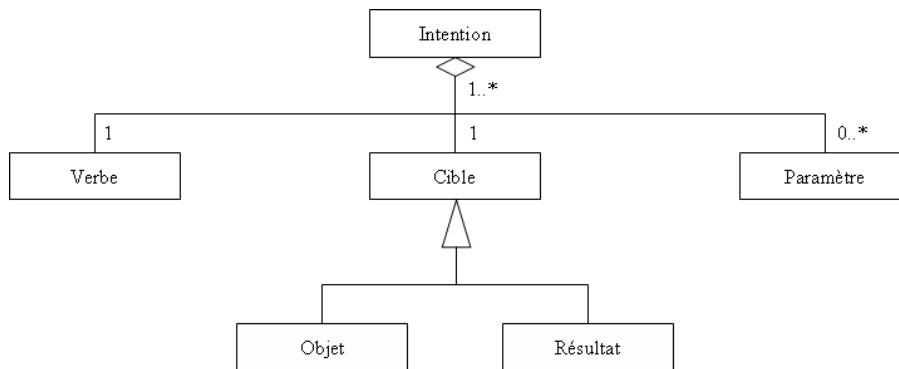 Intention
1..*
1
1
0..*
Verbe
Cible
Paramètre
Objet
Résultat